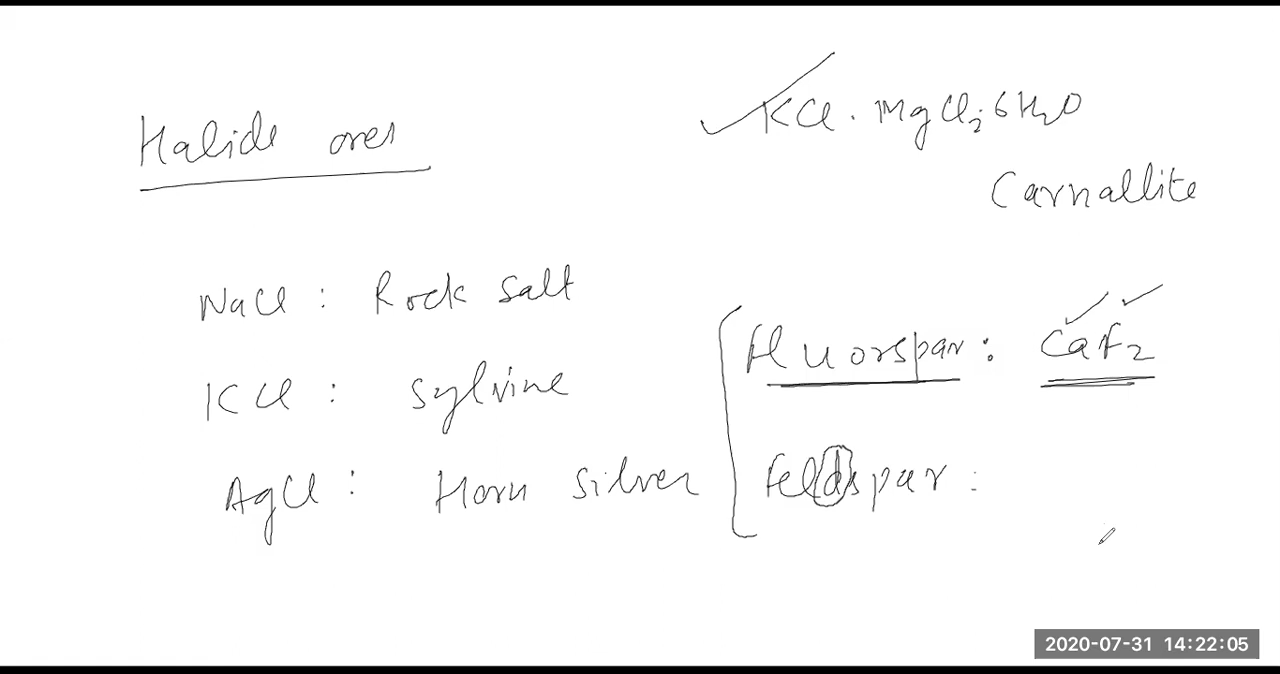 Halide ores
KCl. MgCl2; 6H2O
Carnallite
NaCl : Rock salt
KCl : sylvine
AgCl : Horn silver
Fluorspar : CaF2
Feldspar :
2020-07-31 14:22:05